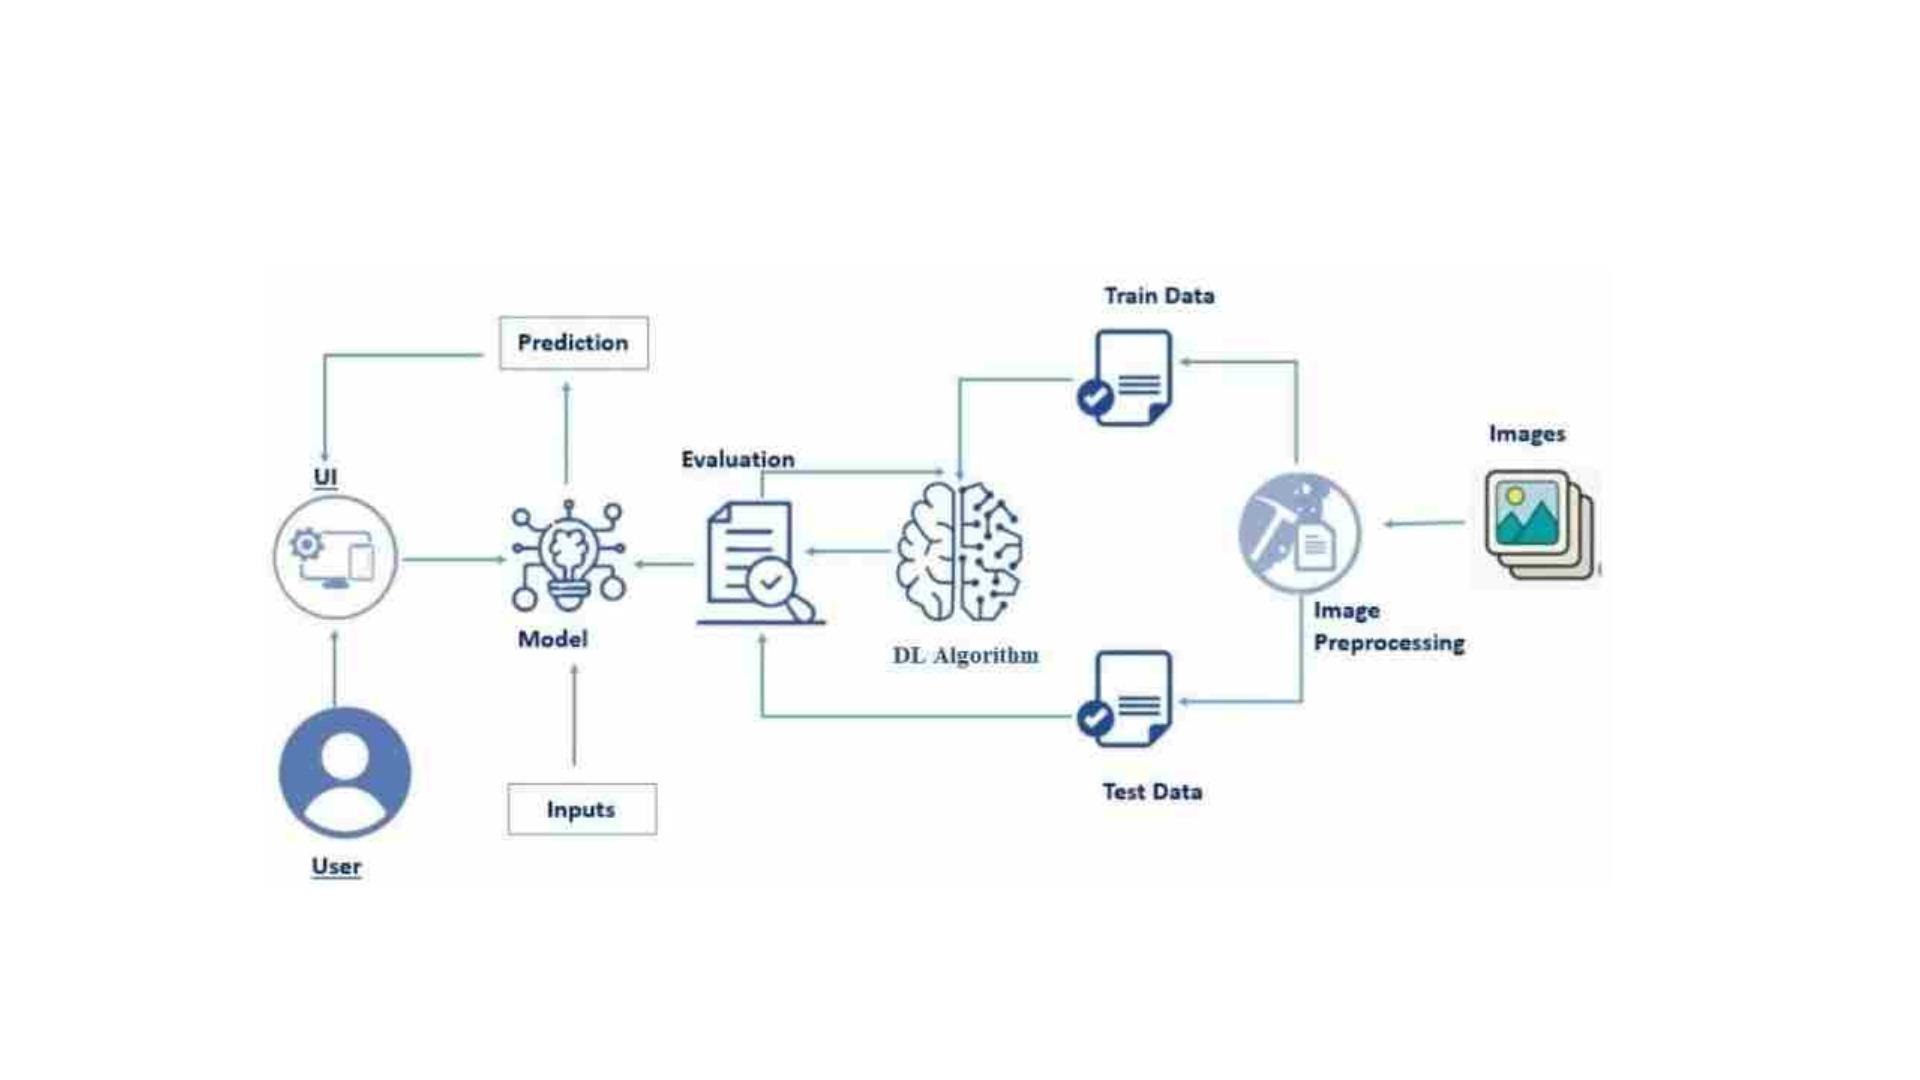 Train Data
Prediction
Images
Evaluation
UI
Image
Preprocessing
Model
DL Algorithm
Test Data
Inputs
User